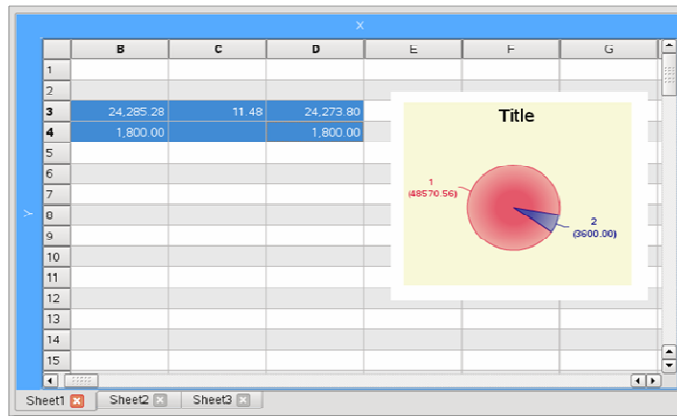 X
B C D E F G
1
2
3 24,285.28 11.48 24,273.80
4 1,800.00 1,800.00
5
6
7
Y
8
9
10
11
12
13
14
15
Title
1
(48570.56)
2
(3600.00)
Sheet1 Sheet2 Sheet3